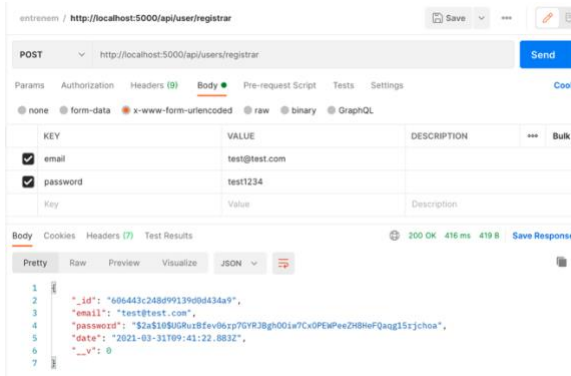 entrenem / http://localhost:5000/api/user/registrar Save
POST http://localhost:5000/api/users/registrar Send
Params Authorization Headers (9) Body Pre-request Script Tests Settings Coo
none form-data x-www-form-urlencoded raw binary GraphQL
KEY VALUE DESCRIPTION Bulk
email test@test.com
password test1234
Key Value Description
Body Cookies Headers (7) Test Results 200 OK 416 ms 419 B Save Response
Pretty Raw Preview Visualize JSON
1 {
2 "_id": "606443c248d99139d0d434a9",
3 "email": "test@test.com",
4 "password":
5 "date": "2021-03-31T09:41:22.883Z",
6 "__v": 0
7 }